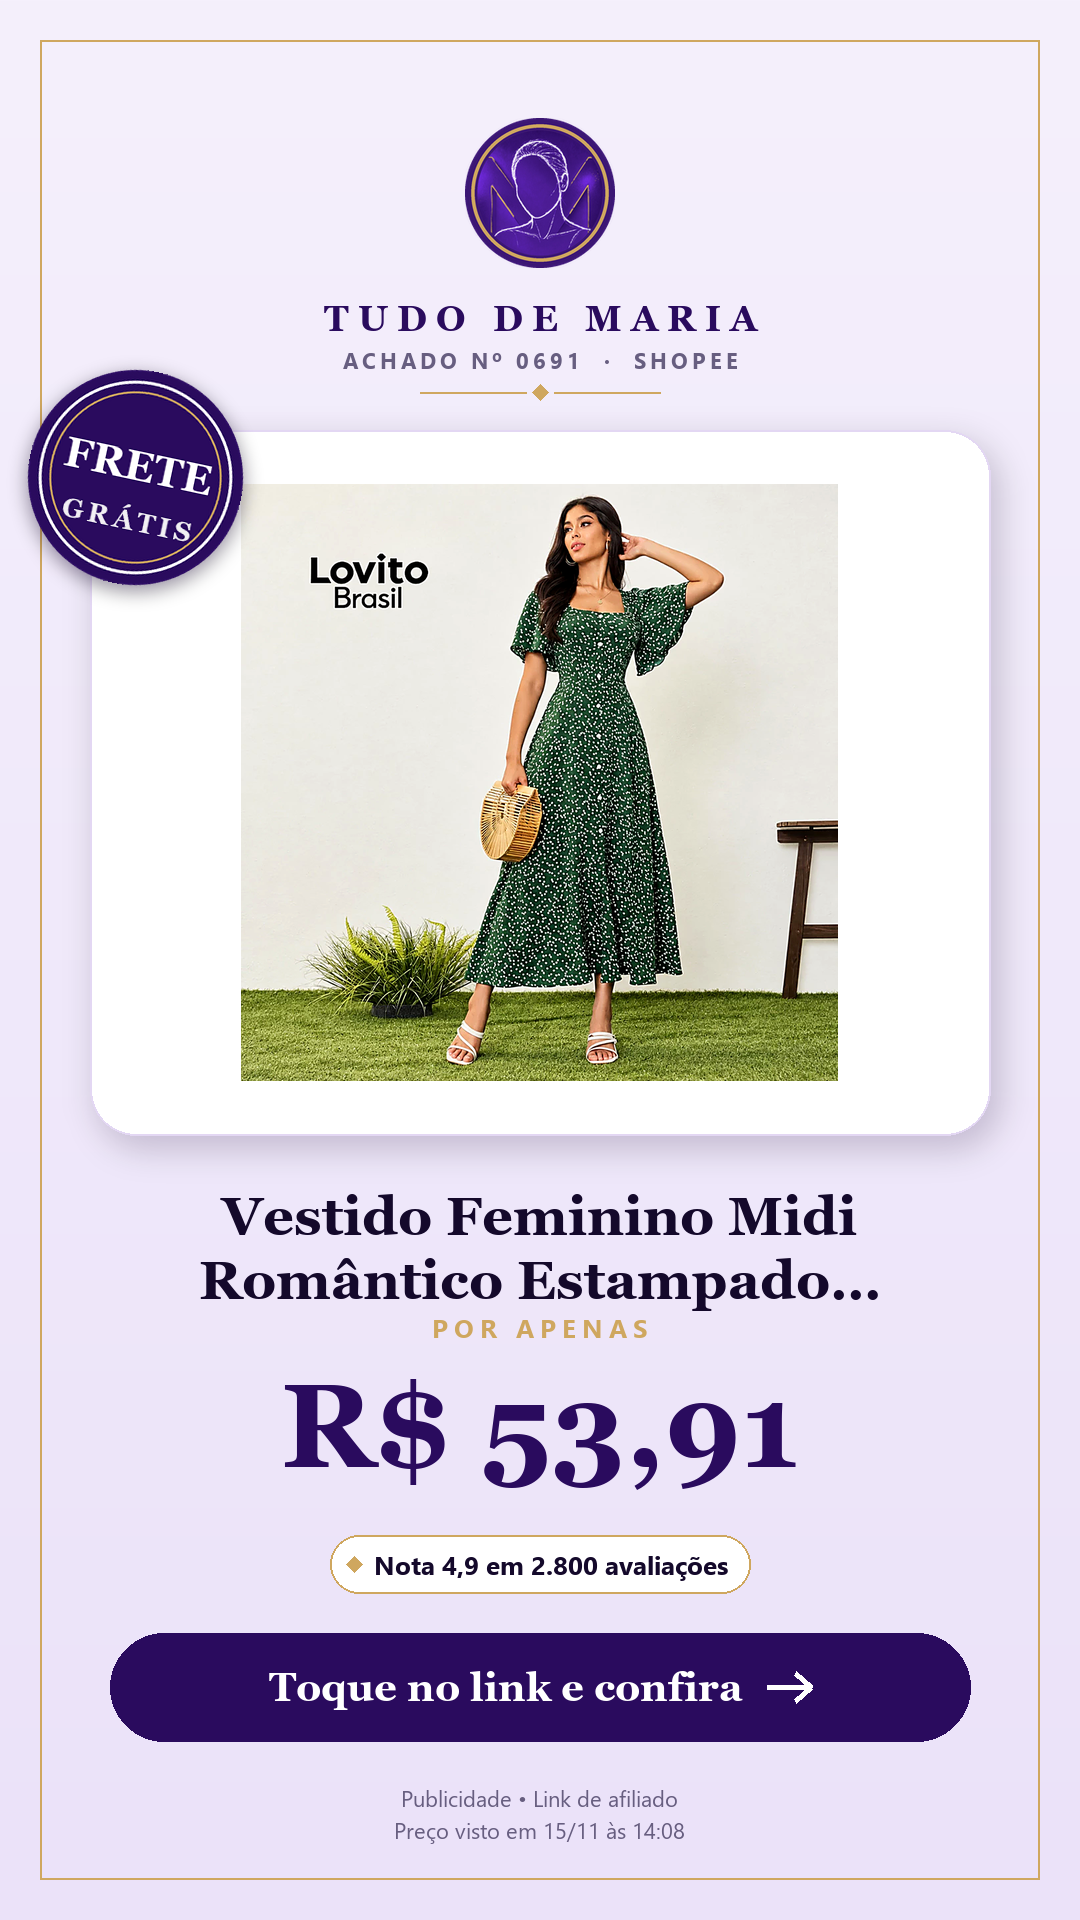 TUDO DE MARIA
ACHADO Nº 0691 · SHOPEE
FRETE
GRÁTIS
Lovito
Brasil
Vestido Feminino Midi
Romântico Estampado...
POR APENAS
R$ 53,91
Nota 4,9 em 2.800 avaliações
Toque no link e confira →
Publicidade • Link de afiliado
Preço visto em 15/11 às 14:08